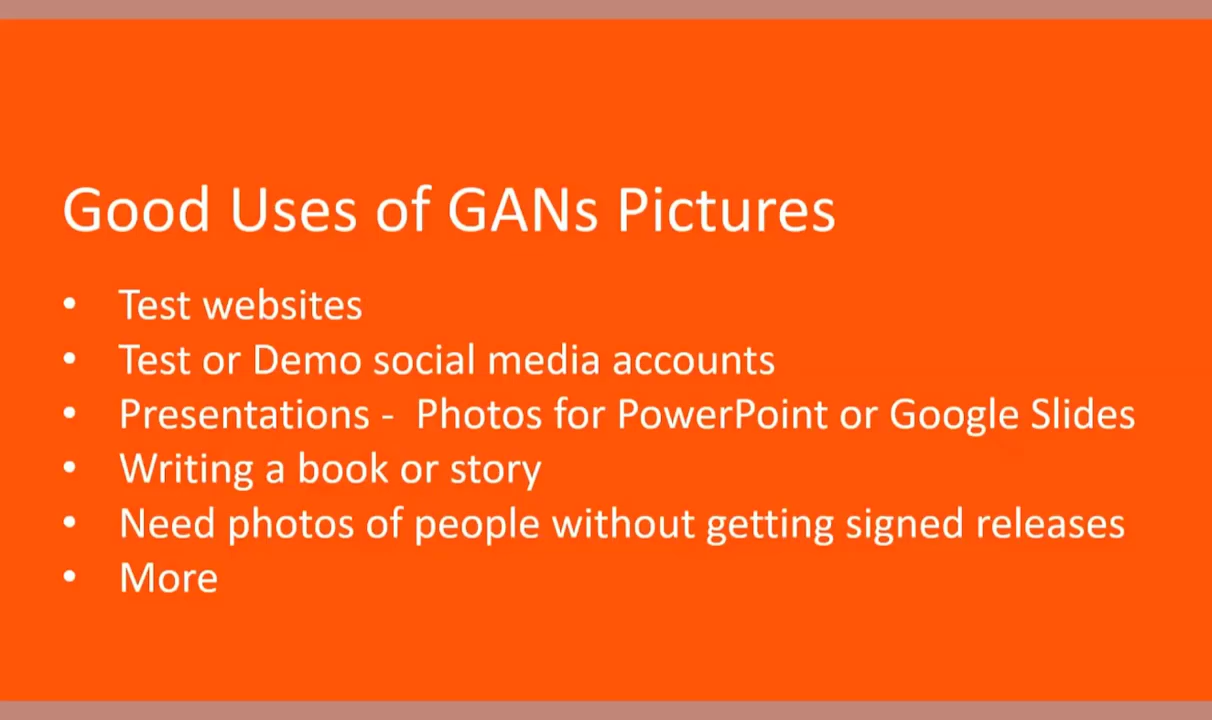 Good Uses of GANs Pictures
• Test websites
• Test or Demo social media accounts
• Presentations -  Photos for PowerPoint or Google Slides
• Writing a book or story
• Need photos of people without getting signed releases
• More